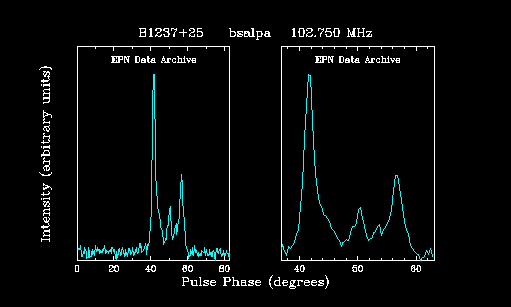 B1237+25 bsalpa 102.750 MHz
EPN Data Archive EPN Data Archive
Intensity (arbitrary units)
0 20 40 60 80 40 50 60
Pulse Phase (degrees)